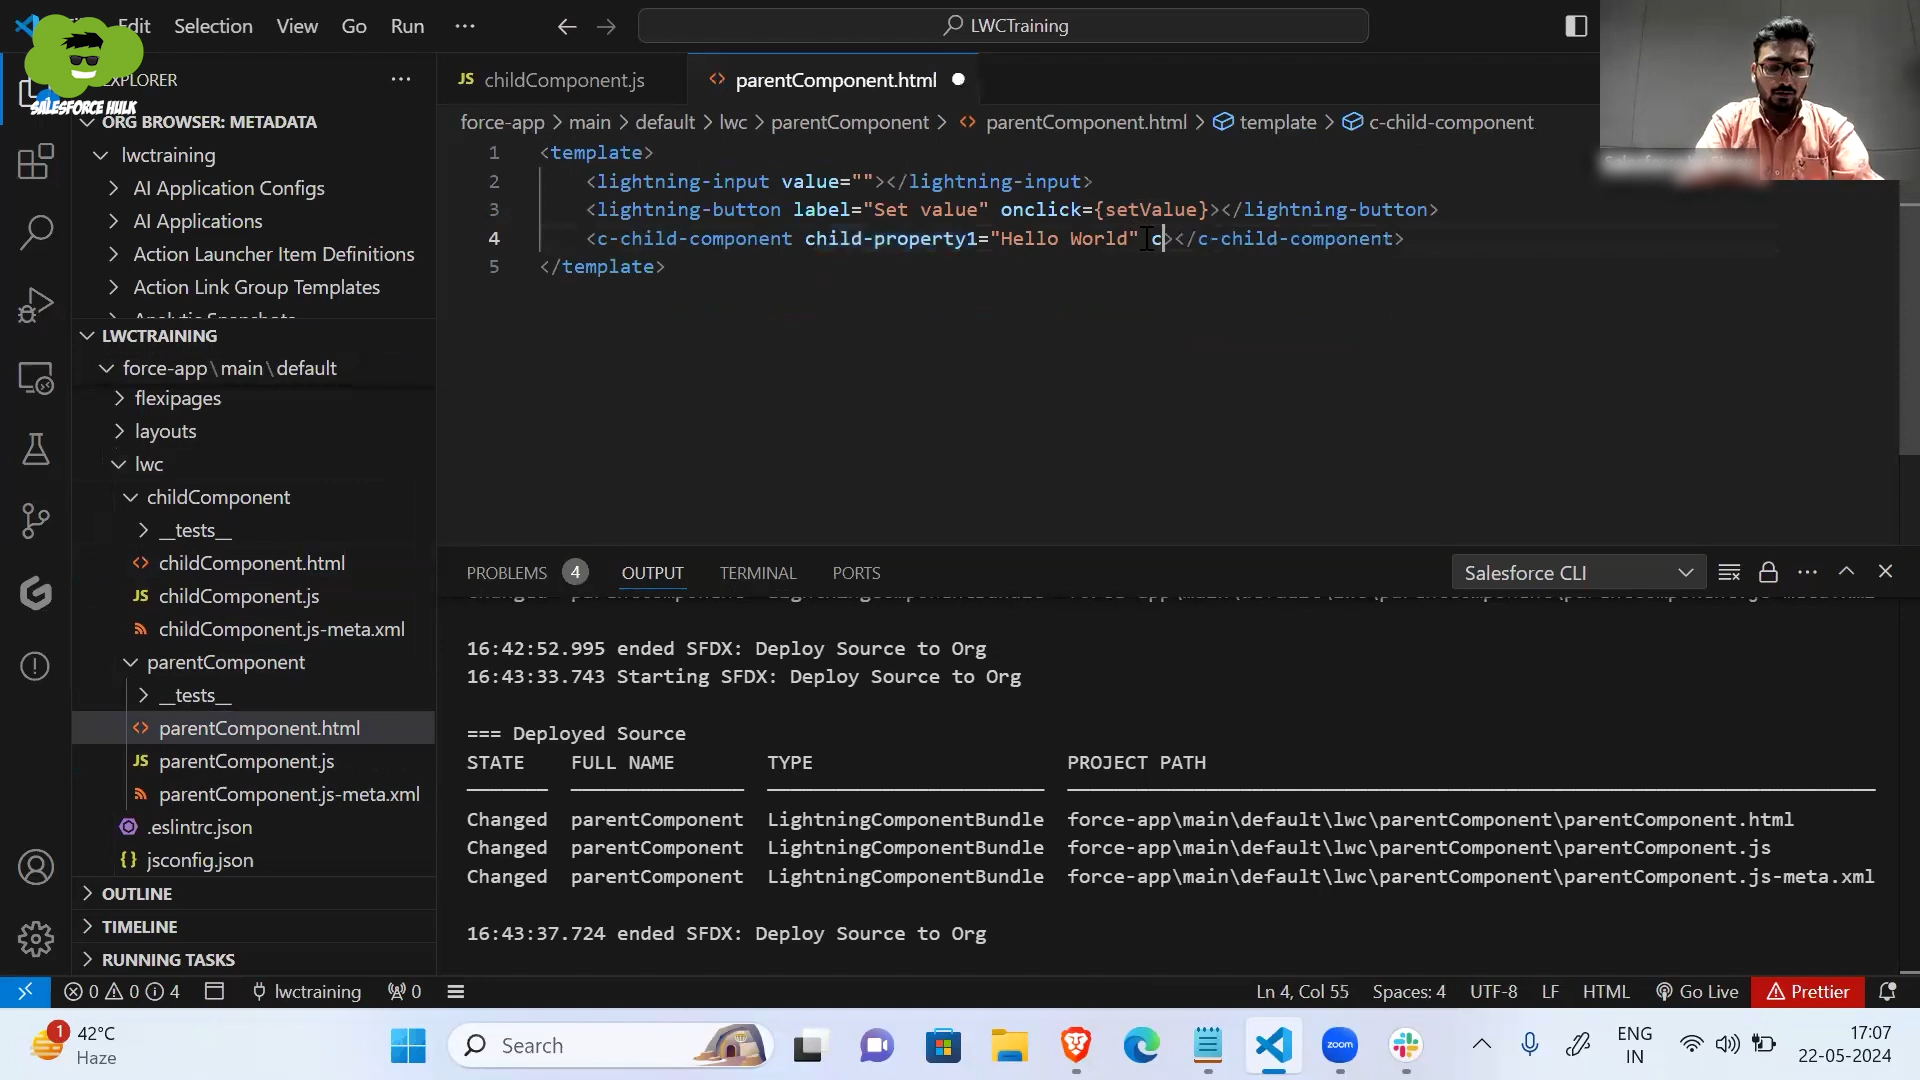 Edit Selection View Go Run ··· LWCTraining
SALESFORCE HULK
EXPLORER
ORG BROWSER: METADATA
lwctraining
AI Application Configs
AI Applications
Action Launcher Item Definitions
Action Link Group Templates
LWCTRAINING
force-app\main\default
flexipages
layouts
lwc
childComponent
__tests__
childComponent.html
JS childComponent.js
childComponent.js-meta.xml
parentComponent
__tests__
parentComponent.html
JS parentComponent.js
parentComponent.js-meta.xml
.eslintrc.json
{} jsconfig.json
OUTLINE
TIMELINE
RUNNING TASKS
JS childComponent.js
parentComponent.html
force-app > main > default > lwc > parentComponent > parentComponent.html > template > c-child-component
1 <template>
2 <lightning-input value=""></lightning-input>
3 <lightning-button label="Set value" onclick={setValue}></lightning-button>
4 <c-child-component child-property1="Hello World" c></c-child-component>
5 </template>
PROBLEMS 4 OUTPUT TERMINAL PORTS
Salesforce CLI
16:42:52.995 ended SFDX: Deploy Source to Org
16:43:33.743 Starting SFDX: Deploy Source to Org
=== Deployed Source
STATE FULL NAME TYPE PROJECT PATH
Changed parentComponent LightningComponentBundle force-app\main\default\lwc\parentComponent\parentComponent.html
Changed parentComponent LightningComponentBundle force-app\main\default\lwc\parentComponent\parentComponent.js
Changed parentComponent LightningComponentBundle force-app\main\default\lwc\parentComponent\parentComponent.js-meta.xml
16:43:37.724 ended SFDX: Deploy Source to Org
0 0 4 lwctraining 0
Ln 4, Col 55 Spaces: 4 UTF-8 LF HTML Go Live Prettier
1 42°C
Haze
Search
zoom
ENG
IN
17:07
22-05-2024